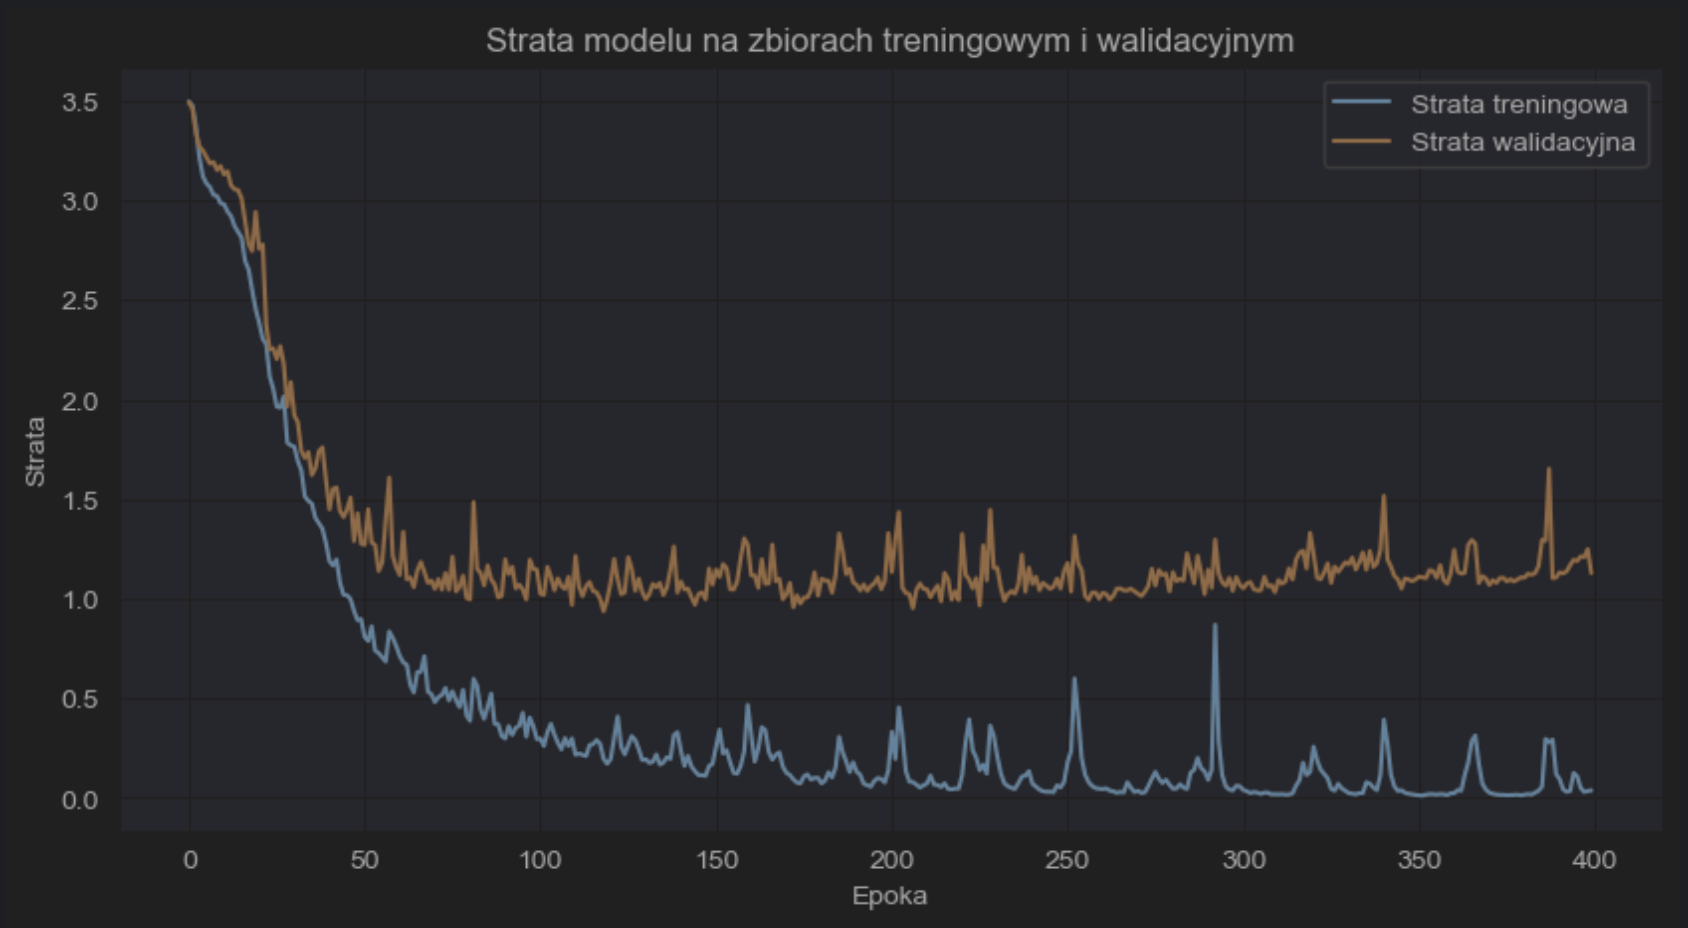 Strata modelu na zbiorach treningowym i walidacyjnym
Strata treningowa
Strata walidacyjna
3.5
3.0
2.5
2.0
1.5
1.0
0.5
0.0
Strata
0 50 100 150 200 250 300 350 400
Epoka